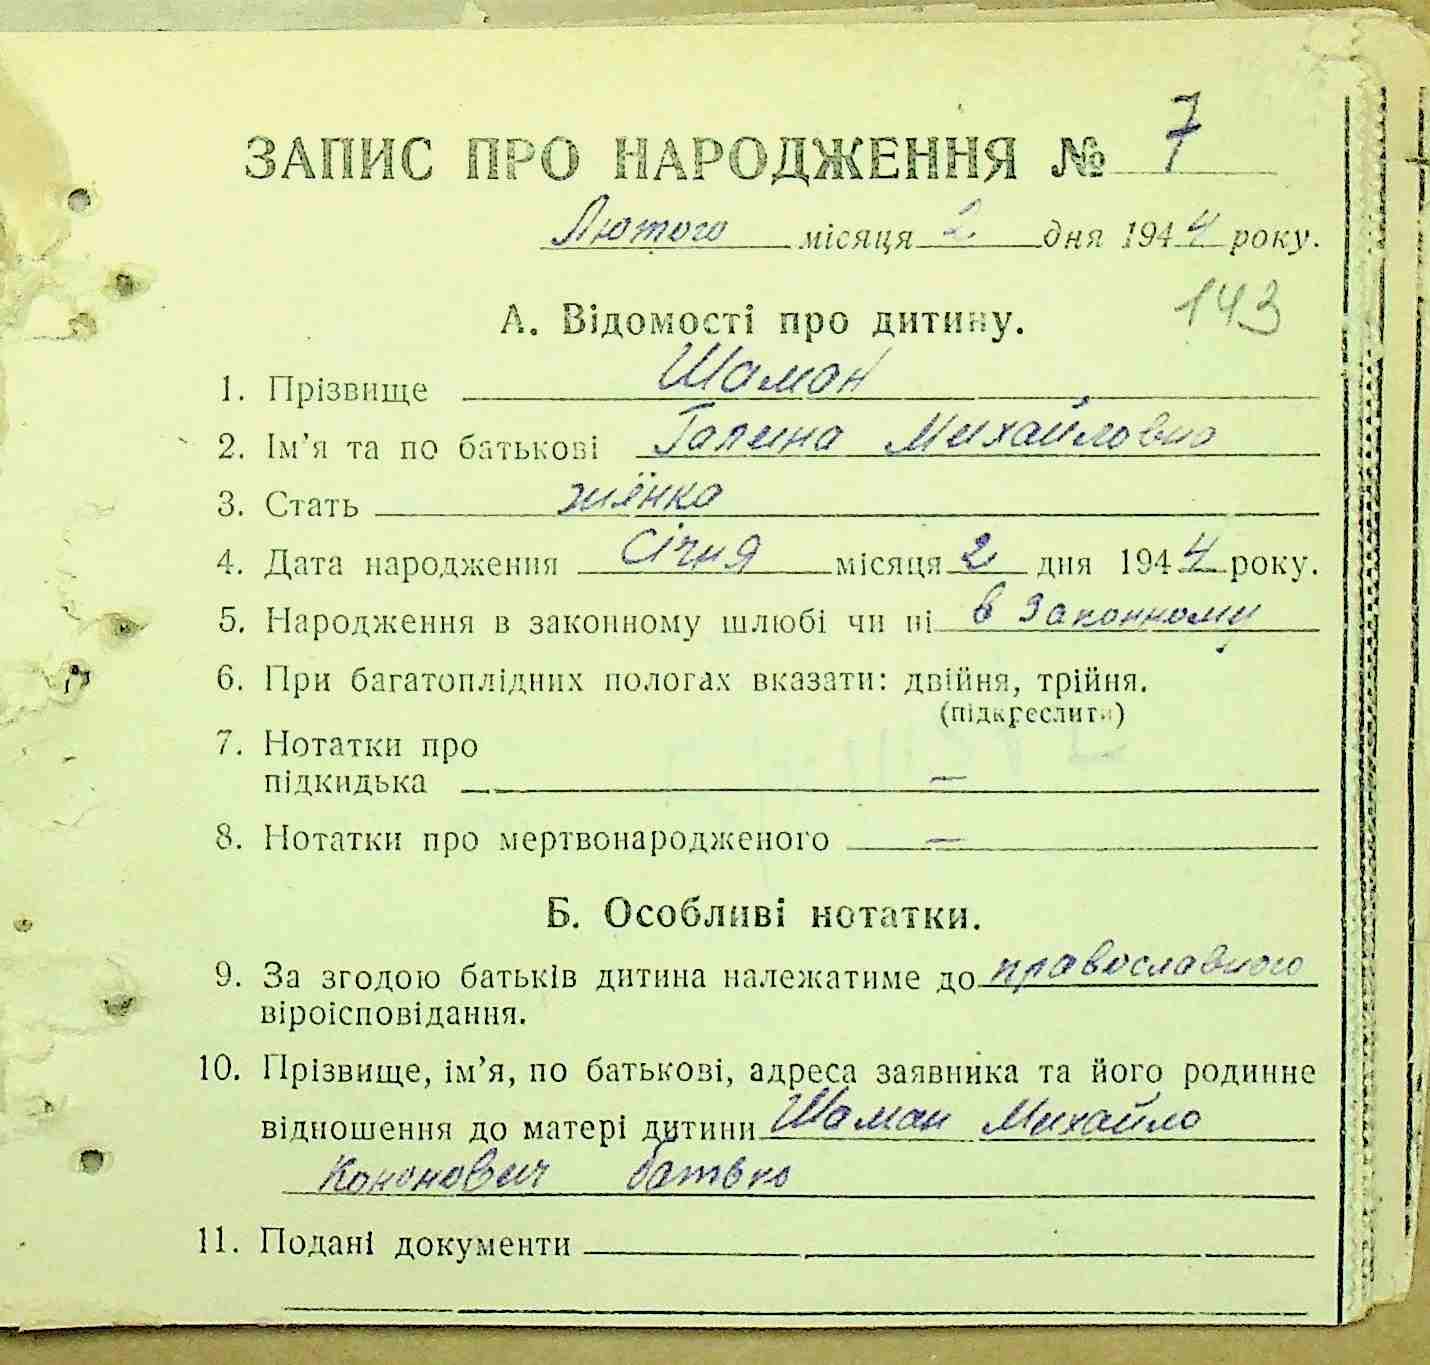 ЗАПИС ПРО НАРОДЖЕННЯ № 7
Лютого місяця 2 дня 1944 року.
143
А. Відомості про дитину.
1. Прізвище Шаман
2. Ім'я та по батькові Галина Михайловна
3. Стать жіенка
4. Дата народження Січня місяця 2 дня 1944 року.
5. Народження в законному шлюбі чи ні в законному
6. При багатоплідних пологах вказати: двійня, трійня.
(підкреслити)
7. Нотатки про
підкидька —
8. Нотатки про мертвонародженого —
Б. Особливі нотатки.
9. За згодою батьків дитина належатиме до православного
віроісповідання.
10. Прізвище, ім'я, по батькові, адреса заявника та його родинне
відношення до матері дитини Шаман Михайло
Кононович батько
11. Подані документи